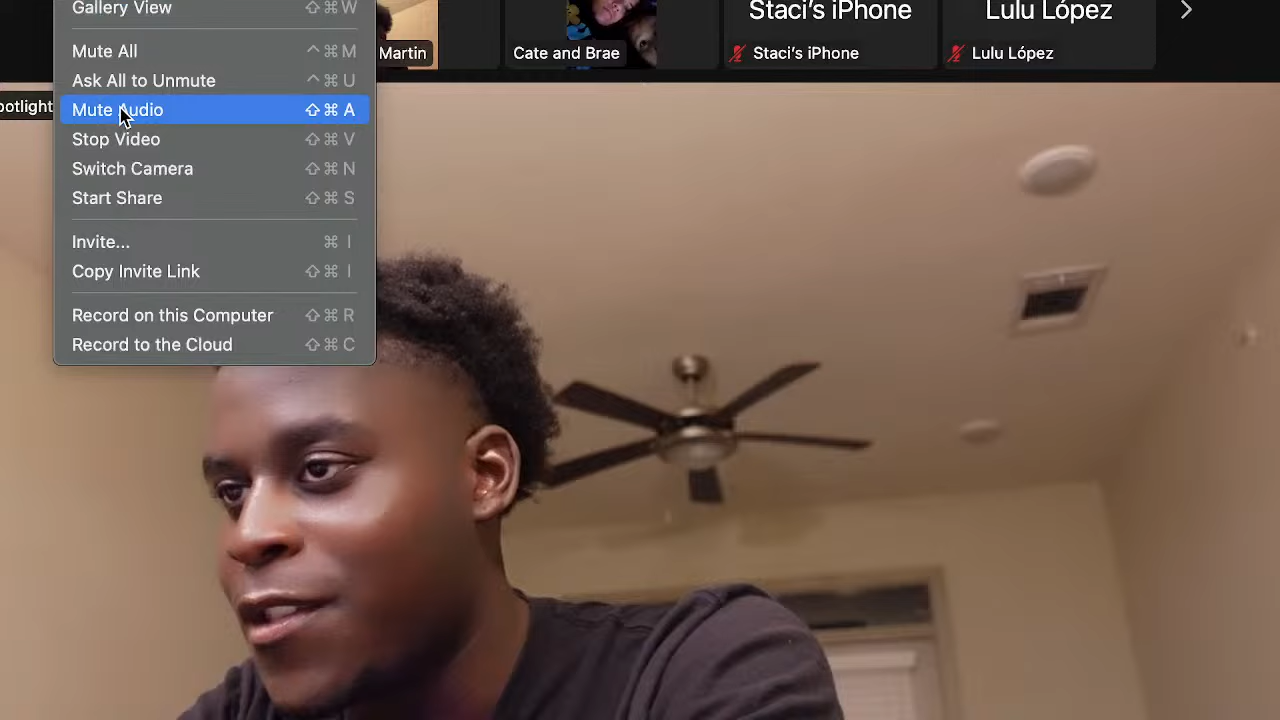 Gallery View ⇧⌘W
Staci's iPhone
Lulu López
Martin
Cate and Brae
Staci's iPhone
Lulu López
Mute All ^⌘M
Ask All to Unmute ^⌘U
potlight
Mute Audio ⇧⌘A
Stop Video ⇧⌘V
Switch Camera ⇧⌘N
Start Share ⇧⌘S
Invite... ⌘I
Copy Invite Link ⇧⌘I
Record on this Computer ⇧⌘R
Record to the Cloud ⇧⌘C